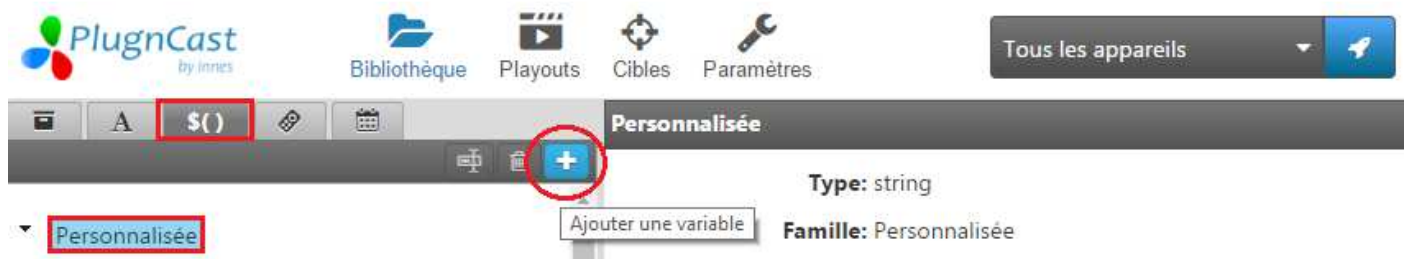 PlugnCast
by innes
Bibliothèque Playouts Cibles Paramètres
Tous les appareils
A $( )
Personnalisée
Type: string
Ajouter une variable
Famille: Personnalisée
Personnalisée